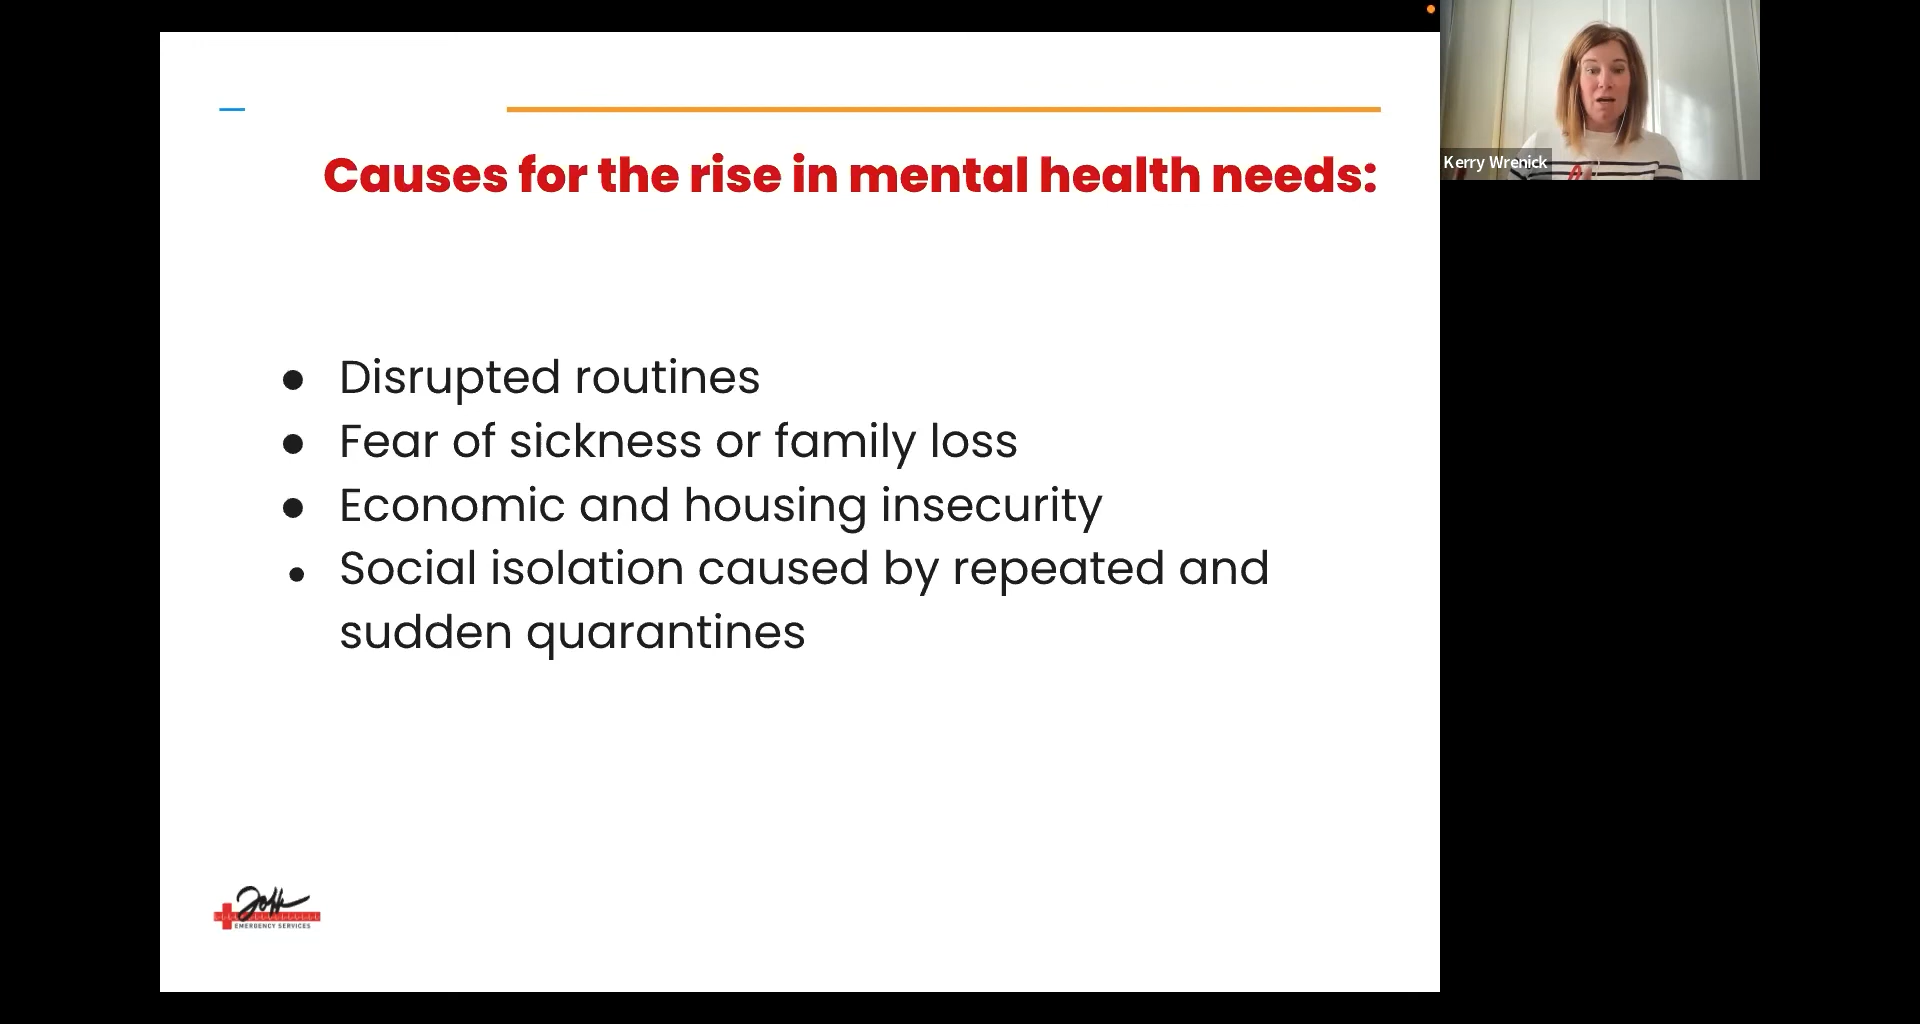 Causes for the rise in mental health needs:
Kerry Wrenick
● Disrupted routines
● Fear of sickness or family loss
● Economic and housing insecurity
● Social isolation caused by repeated and
sudden quarantines
EMERGENCY SERVICES